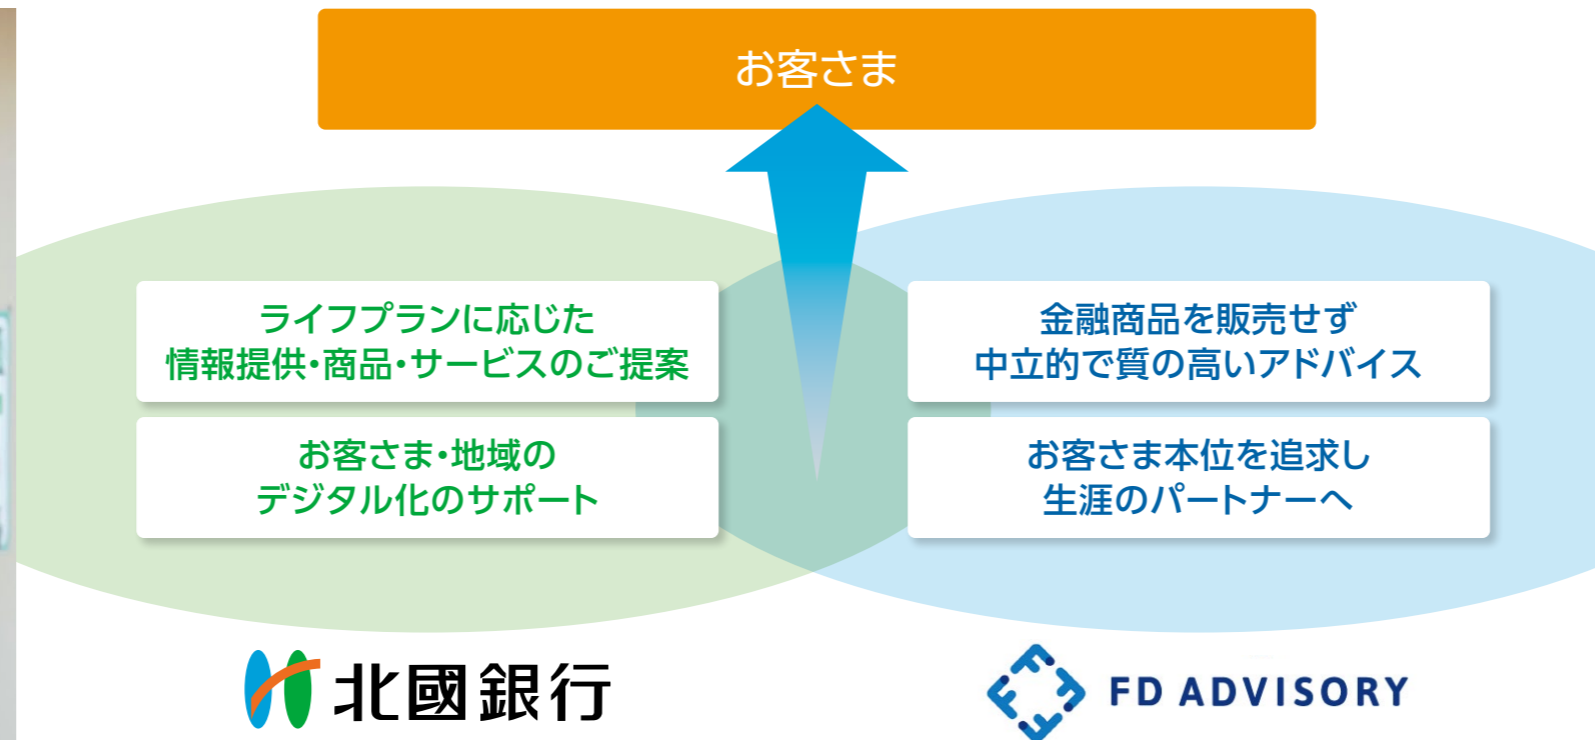 お客さま
ライフプランに応じた
情報提供・商品・サービスのご提案
お客さま・地域の
デジタル化のサポート
金融商品を販売せず
中立的で質の高いアドバイス
お客さま本位を追求し
生涯のパートナーへ
北國銀行
FD ADVISORY